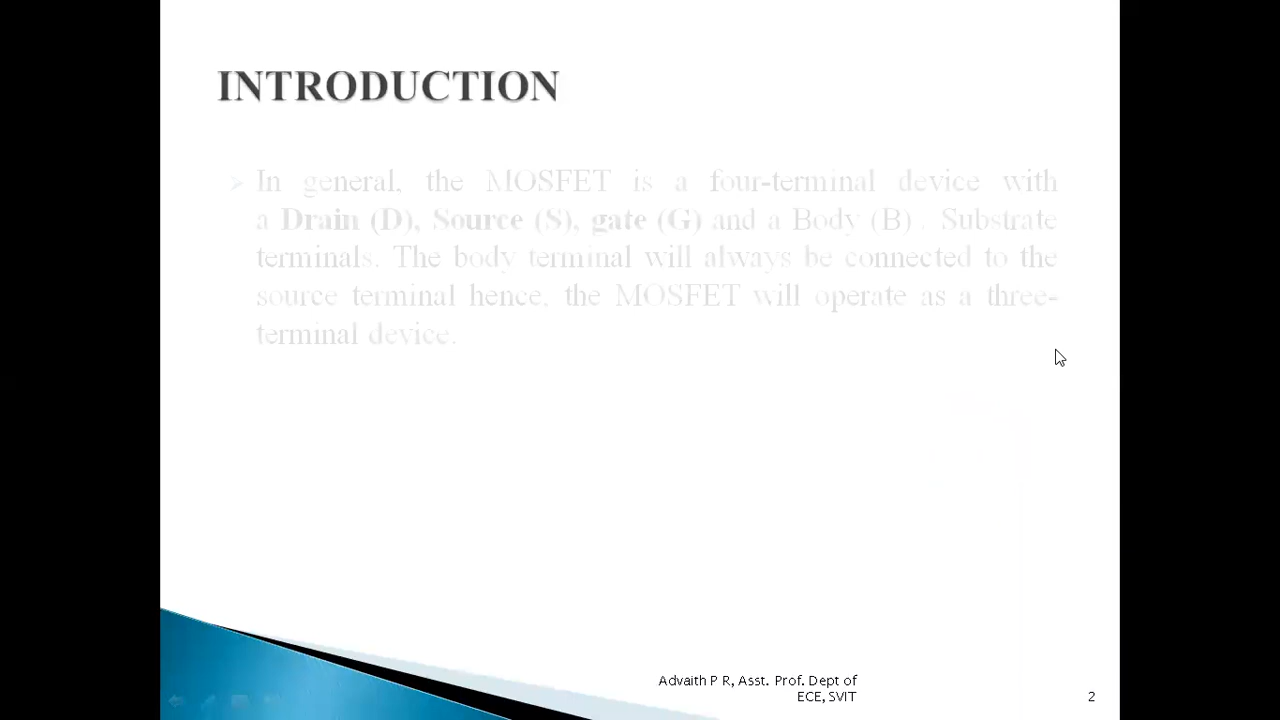 INTRODUCTION
In general, the MOSFET is a four-terminal device with
a Drain (D), Source (S), gate (G) and a Body (B) . Substrate
terminals. The body terminal will always be connected to the
source terminal hence, the MOSFET will operate as a three-
terminal device.
Advaith P R, Asst. Prof. Dept of
ECE, SVIT
2